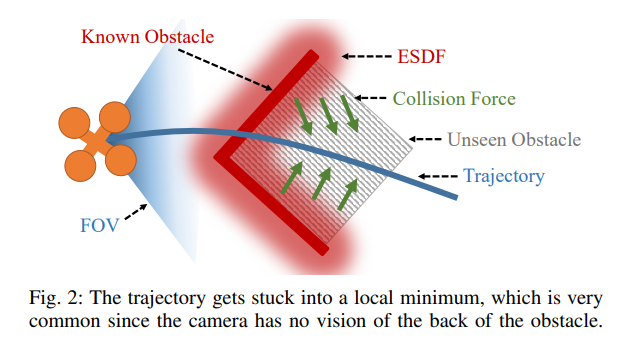 Known Obstacle
ESDF
Collision Force
Unseen Obstacle
Trajectory
FOV
Fig. 2: The trajectory gets stuck into a local minimum, which is very
common since the camera has no vision of the back of the obstacle.